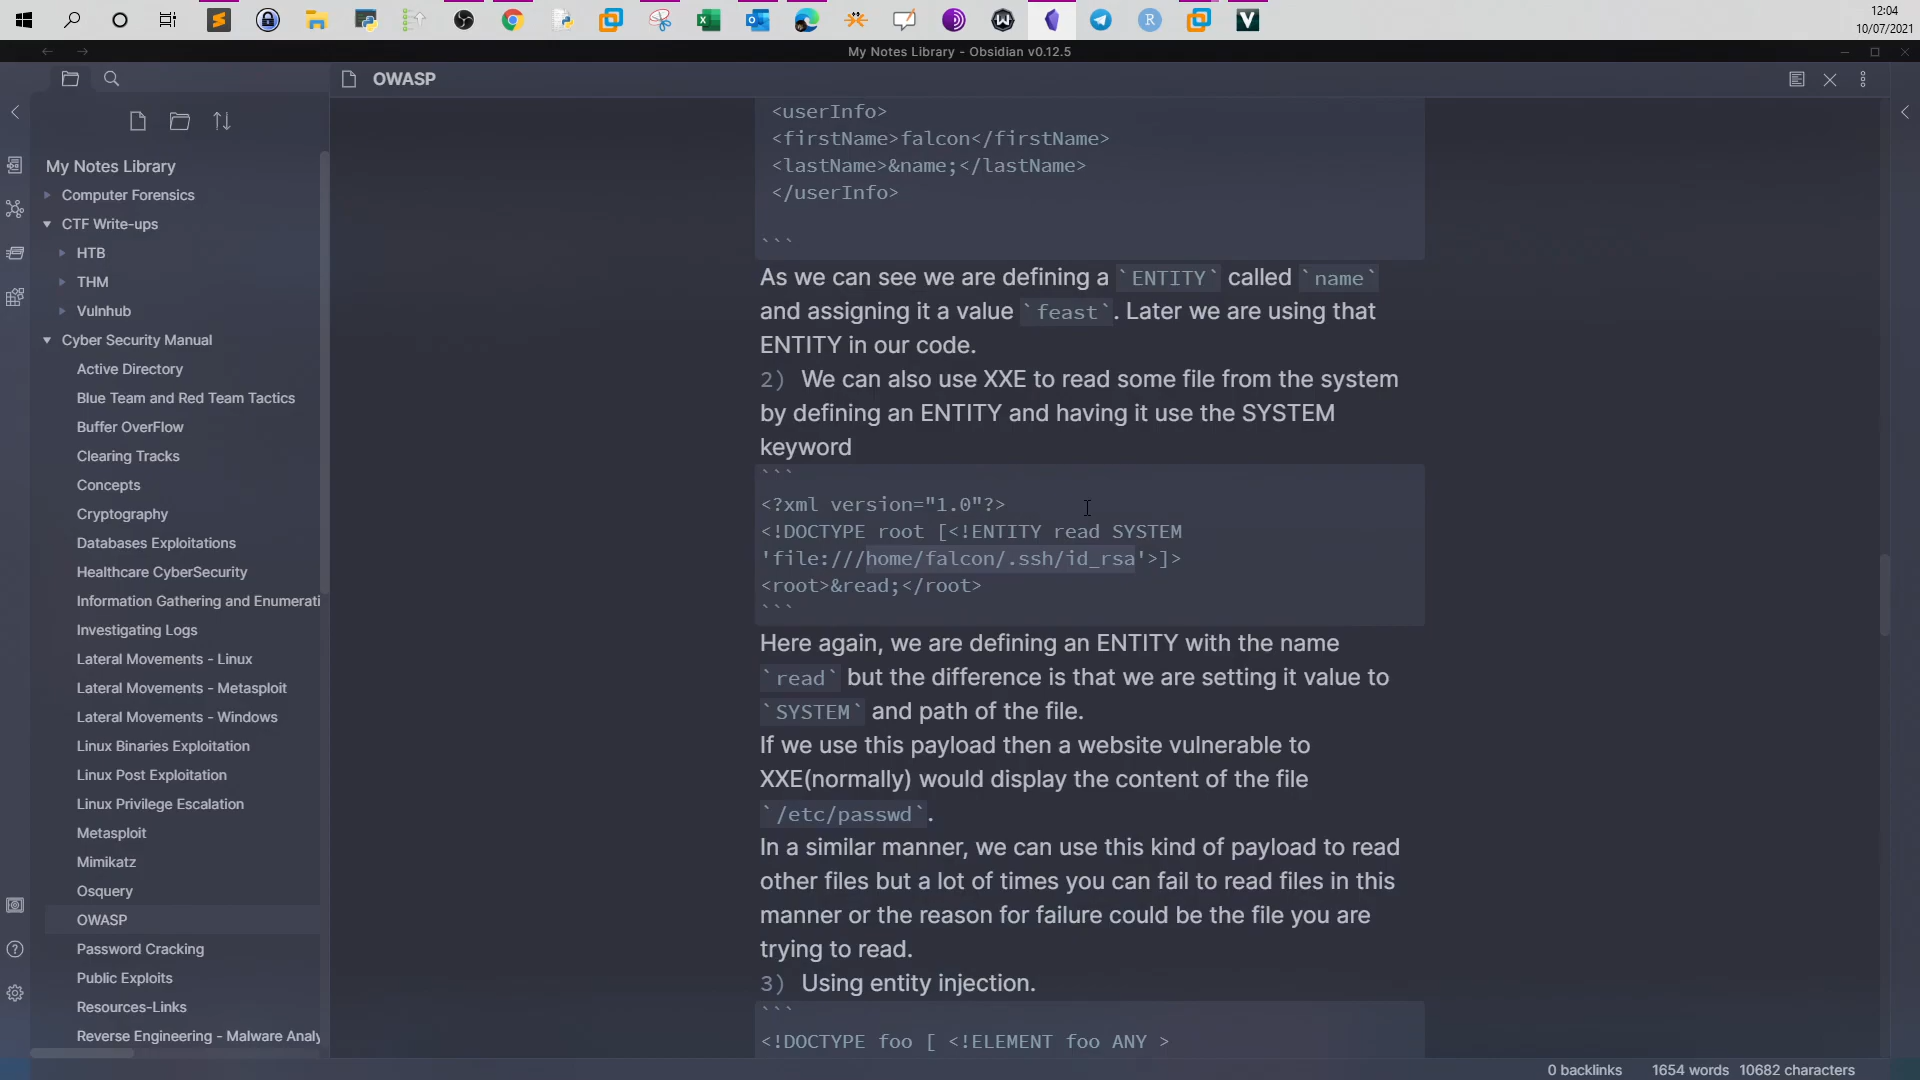 12:04
10/07/2021
My Notes Library - Obsidian v0.12.5
OWASP
My Notes Library
Computer Forensics
CTF Write-ups
HTB
THM
Vulnhub
Cyber Security Manual
Active Directory
Blue Team and Red Team Tactics
Buffer OverFlow
Clearing Tracks
Concepts
Cryptography
Databases Exploitations
Healthcare CyberSecurity
Information Gathering and Enumerati
Investigating Logs
Lateral Movements - Linux
Lateral Movements - Metasploit
Lateral Movements - Windows
Linux Binaries Exploitation
Linux Post Exploitation
Linux Privilege Escalation
Metasploit
Mimikatz
Osquery
OWASP
Password Cracking
Public Exploits
Resources-Links
Reverse Engineering - Malware Analy
<userInfo>
<firstName>falcon</firstName>
<lastName>&name;</lastName>
</userInfo>
```
As we can see we are defining a `ENTITY` called `name`
and assigning it a value `feast`. Later we are using that
ENTITY in our code.
2) We can also use XXE to read some file from the system
by defining an ENTITY and having it use the SYSTEM
keyword
```
<?xml version="1.0"?>
<!DOCTYPE root [<!ENTITY read SYSTEM
'file:///home/falcon/.ssh/id_rsa'>]>
<root>&read;</root>
```
Here again, we are defining an ENTITY with the name
`read` but the difference is that we are setting it value to
`SYSTEM` and path of the file.
If we use this payload then a website vulnerable to
XXE(normally) would display the content of the file
`/etc/passwd`.
In a similar manner, we can use this kind of payload to read
other files but a lot of times you can fail to read files in this
manner or the reason for failure could be the file you are
trying to read.
3) Using entity injection.
```
<!DOCTYPE foo [ <!ELEMENT foo ANY >
0 backlinks 1654 words 10682 characters